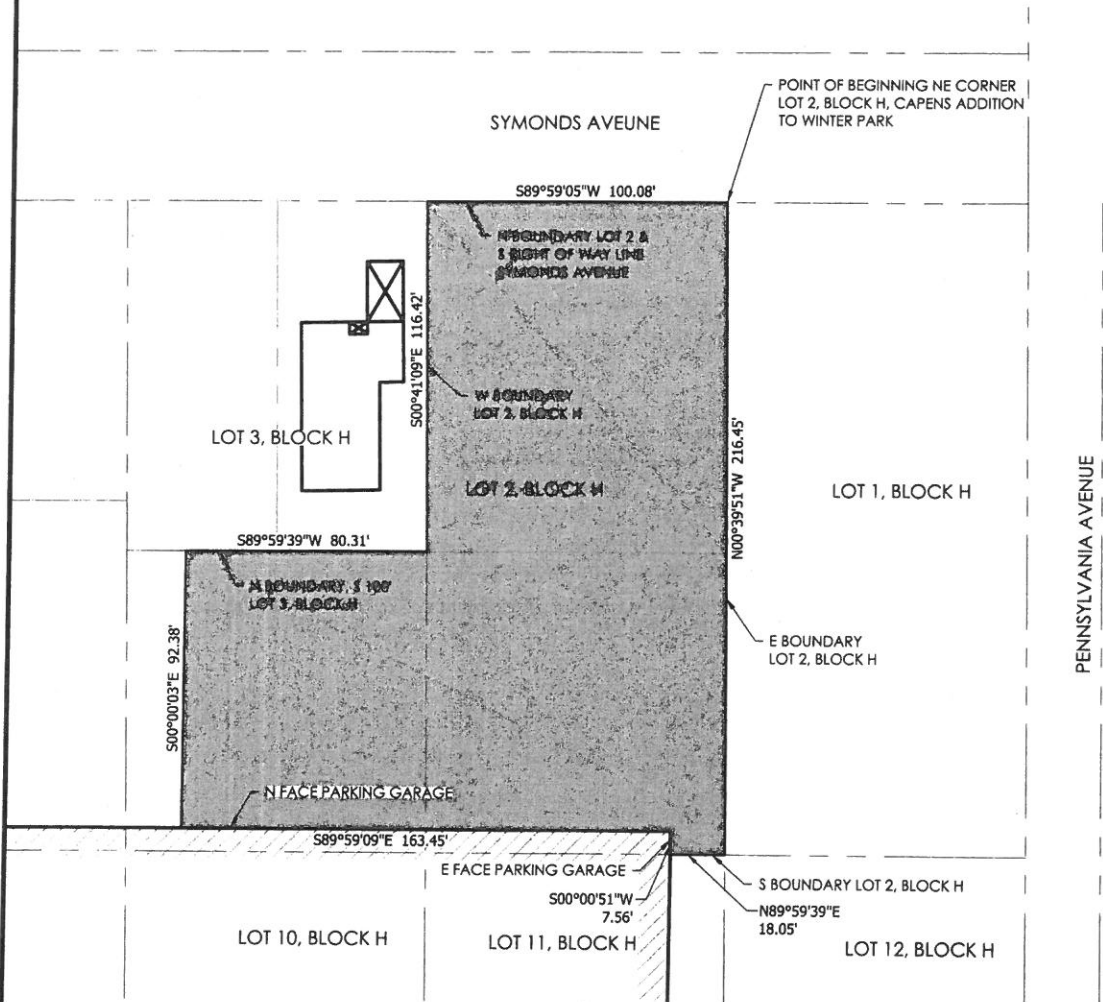 POINT OF BEGINNING NE CORNER
LOT 2, BLOCK H, CAPENS ADDITION
TO WINTER PARK
SYMONDS AVEUNE
S89°59'05"W 100.08'
N BOUNDARY LOT 2 &
S RIGHT OF WAY LINE
SYMONDS AVENUE
S00°41'09"E 116.42'
W BOUNDARY
LOT 2, BLOCK H
LOT 3, BLOCK H
LOT 2, BLOCK H
LOT 1, BLOCK H
N00°39'51"W 216.45'
PENNSYLVANIA AVENUE
S89°59'39"W 80.31'
N BOUNDARY, S 100'
LOT 3, BLOCK H
E BOUNDARY
LOT 2, BLOCK H
S00°00'03"E 92.38'
N FACE PARKING GARAGE
S89°59'09"E 163.45'
E FACE PARKING GARAGE
S BOUNDARY LOT 2, BLOCK H
S00°00'51"W
7.56'
N89°59'39"E
18.05'
LOT 10, BLOCK H
LOT 11, BLOCK H
LOT 12, BLOCK H